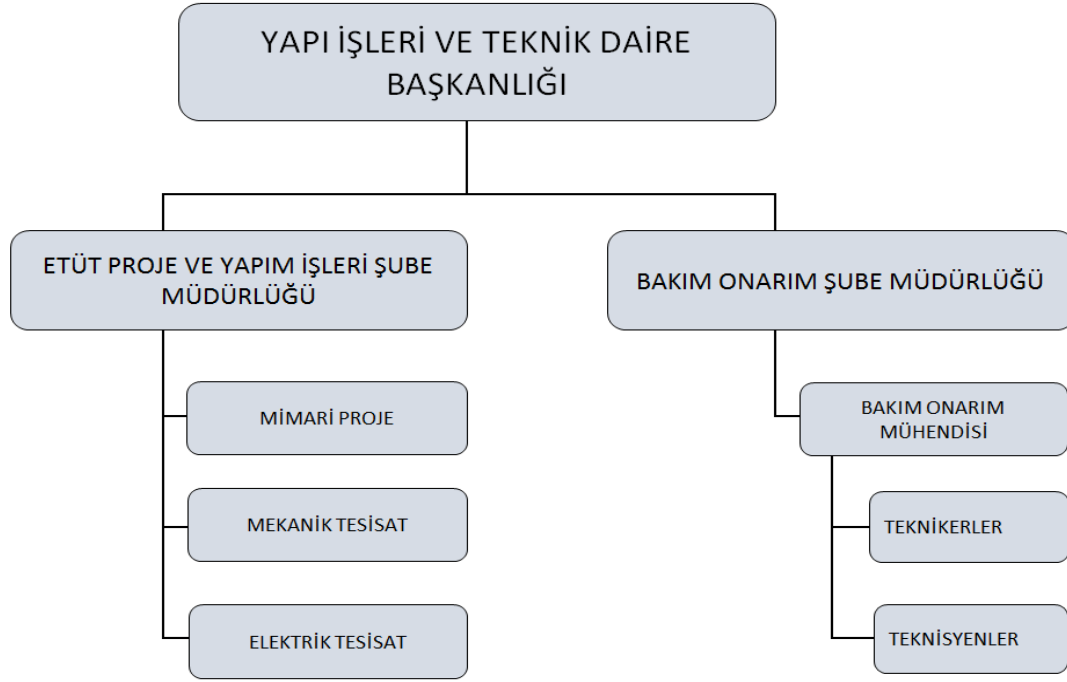 YAPI İŞLERİ VE TEKNİK DAİRE
BAŞKANLIĞI
ETÜT PROJE VE YAPIM İŞLERİ ŞUBE
MÜDÜRLÜĞÜ
BAKIM ONARIM ŞUBE MÜDÜRLÜĞÜ
MİMARİ PROJE
MEKANİK TESİSAT
ELEKTRİK TESİSAT
BAKIM ONARIM
MÜHENDİSİ
TEKNİKERLER
TEKNİSYENLER